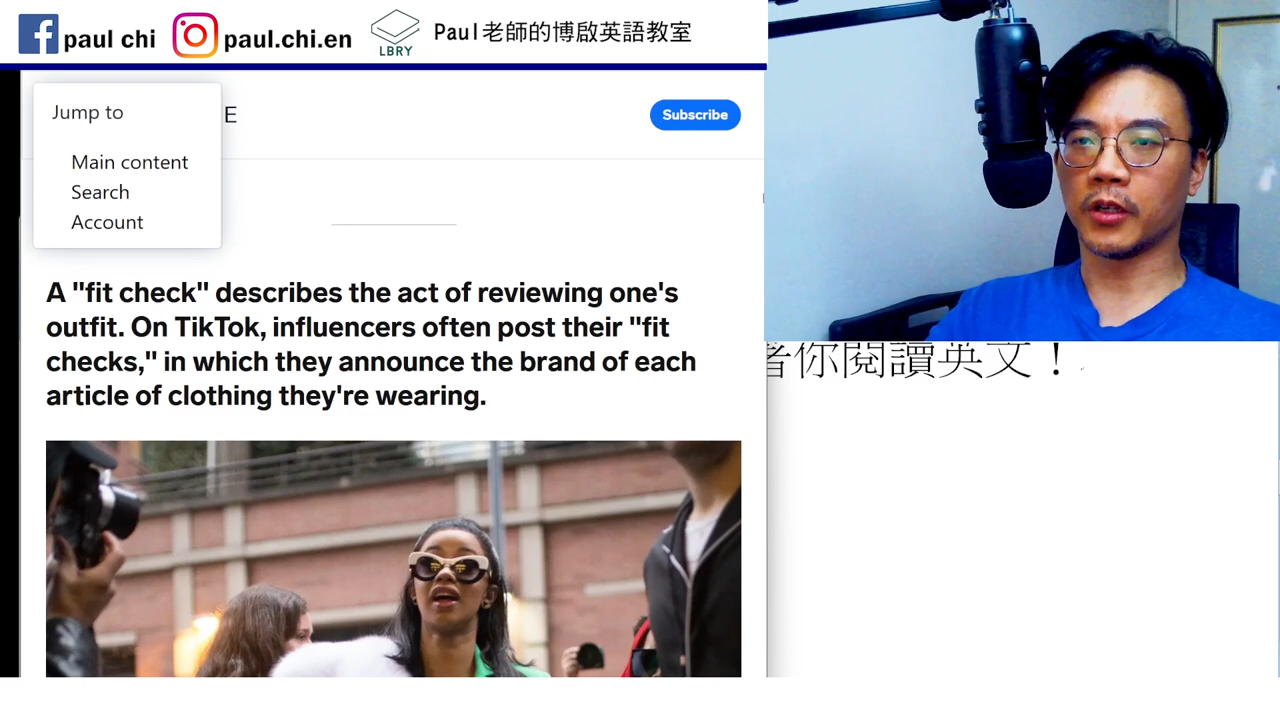 paul chi
paul.chi.en
LBRY
Paul老師的博啟英語教室
Jump to
E
Subscribe
Main content
Search
Account
A "fit check" describes the act of reviewing one's
outfit. On TikTok, influencers often post their "fit
checks," in which they announce the brand of each
article of clothing they're wearing.
著你閱讀英文！